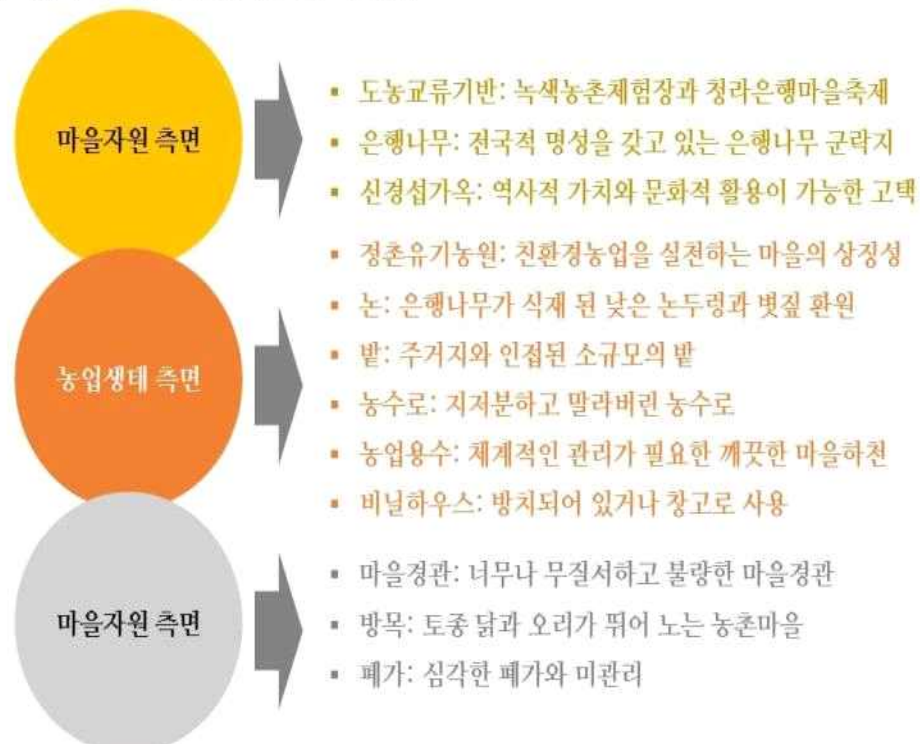 마을자원 측면
▪ 도농교류기반: 녹색농촌체험장과 청라은행마을축제
▪ 은행나무: 전국적 명성을 갖고 있는 은행나무 군락지
▪ 신경섭가옥: 역사적 가치와 문화적 활용이 가능한 고택
농업생태 측면
▪ 정촌유기농원: 친환경농업을 실천하는 마을의 상징성
▪ 논: 은행나무가 식재 된 낮은 논두렁과 볏짚 환원
▪ 밭: 주거지와 인접된 소규모의 밭
▪ 농수로: 지저분하고 말라버린 농수로
▪ 농업용수: 체계적인 관리가 필요한 깨끗한 마을하천
▪ 비닐하우스: 방치되어 있거나 창고로 사용
마을자원 측면
▪ 마을경관: 너무나 무질서하고 불량한 마을경관
▪ 방목: 토종 닭과 오리가 뛰어 노는 농촌마을
▪ 폐가: 심각한 폐가와 미관리